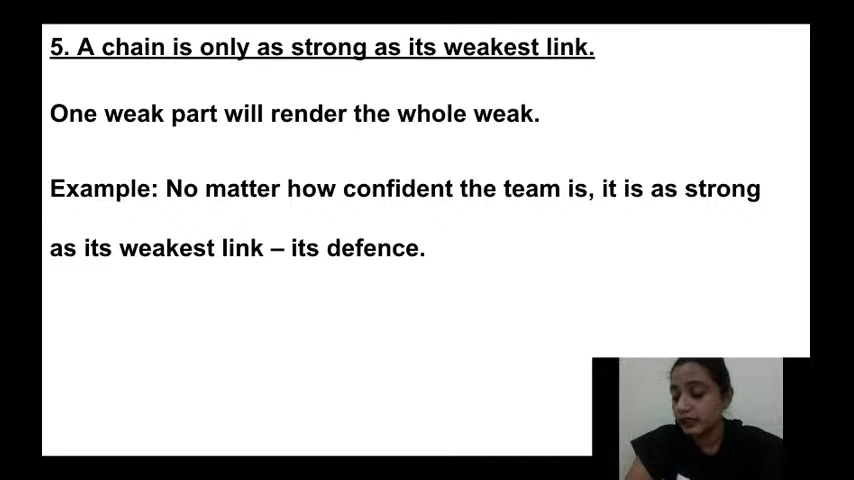 5. A chain is only as strong as its weakest link.
One weak part will render the whole weak.
Example: No matter how confident the team is, it is as strong
as its weakest link – its defence.